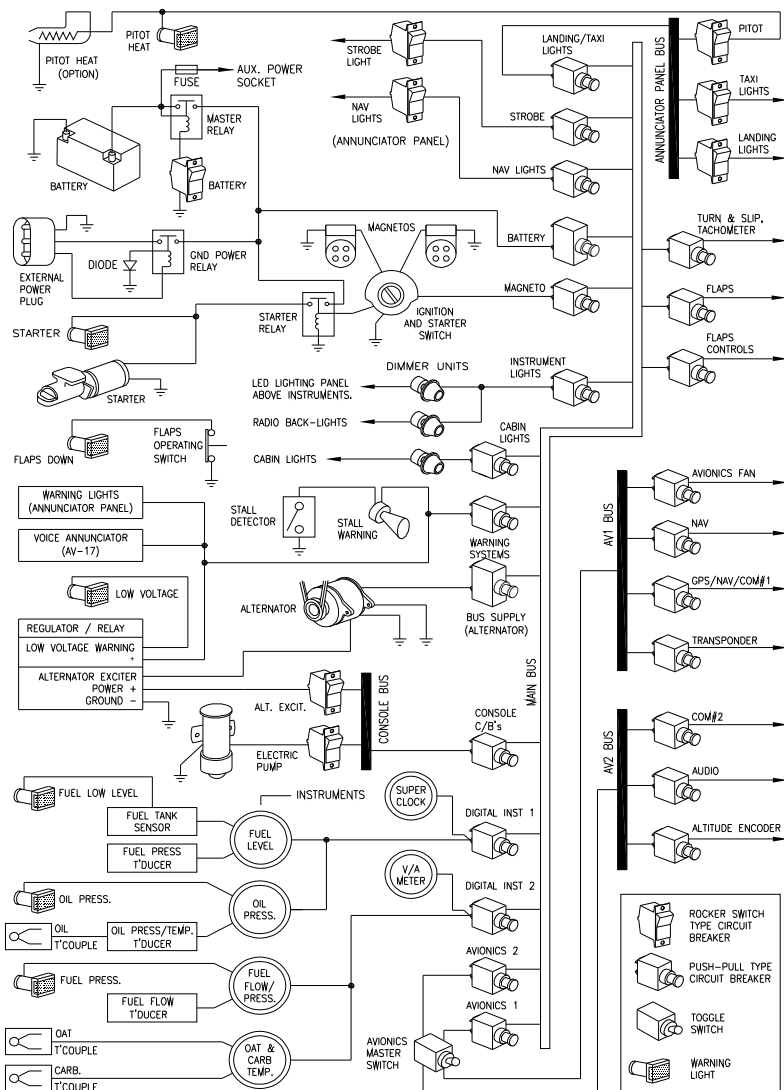 PITOT HEAT
(OPTION)
PITOT
HEAT
FUSE
AUX. POWER
SOCKET
MASTER
RELAY
BATTERY
BATTERY
STROBE
LIGHT
NAV
LIGHTS
(ANNUNCIATOR PANEL)
LANDING/TAXI
LIGHTS
STROBE
NAV LIGHTS
BATTERY
MAGNETO
INSTRUMENT
LIGHTS
ANNUNCIATOR PANEL BUS
PITOT
TAXI
LIGHTS
LANDING
LIGHTS
TURN & SLIP,
TACHOMETER
FLAPS
FLAPS
CONTROLS
EXTERNAL
POWER
PLUG
DIODE
GND POWER
RELAY
MAGNETOS
STARTER
RELAY
IGNITION
AND STARTER
SWITCH
STARTER
STARTER
LED LIGHTING PANEL
ABOVE INSTRUMENTS.
DIMMER UNITS
RADIO BACK-LIGHTS
CABIN LIGHTS
CABIN
LIGHTS
FLAPS DOWN
FLAPS
OPERATING
SWITCH
WARNING LIGHTS
(ANNUNCIATOR PANEL)
VOICE ANNUNCIATOR
(AV-17)
LOW VOLTAGE
STALL
DETECTOR
STALL
WARNING
WARNING
SYSTEMS
ALTERNATOR
BUS SUPPLY
(ALTERNATOR)
REGULATOR / RELAY
LOW VOLTAGE WARNING
+
ALTERNATOR EXCITER
POWER +
GROUND -
ALT. EXCIT.
ELECTRIC
PUMP
CONSOLE BUS
CONSOLE
C/B's
MAIN BUS
AV1 BUS
AVIONICS FAN
NAV
GPS/NAV/COM#1
TRANSPONDER
AV2 BUS
COM#2
AUDIO
ALTITUDE ENCODER
FUEL LOW LEVEL
FUEL TANK
SENSOR
FUEL PRESS
T'DUCER
INSTRUMENTS
FUEL
LEVEL
SUPER
CLOCK
DIGITAL INST 1
V/A
METER
DIGITAL INST 2
OIL PRESS.
OIL
T'COUPLE
OIL PRESS/TEMP.
T'DUCER
OIL
PRESS.
FUEL PRESS.
FUEL FLOW
T'DUCER
FUEL
FLOW/
PRESS.
AVIONICS 2
AVIONICS 1
AVIONICS
MASTER
SWITCH
OAT
T'COUPLE
CARB.
T'COUPLE
OAT &
CARB
TEMP.
ROCKER SWITCH
TYPE CIRCUIT
BREAKER
PUSH-PULL TYPE
CIRCUIT BREAKER
TOGGLE
SWITCH
WARNING
LIGHT